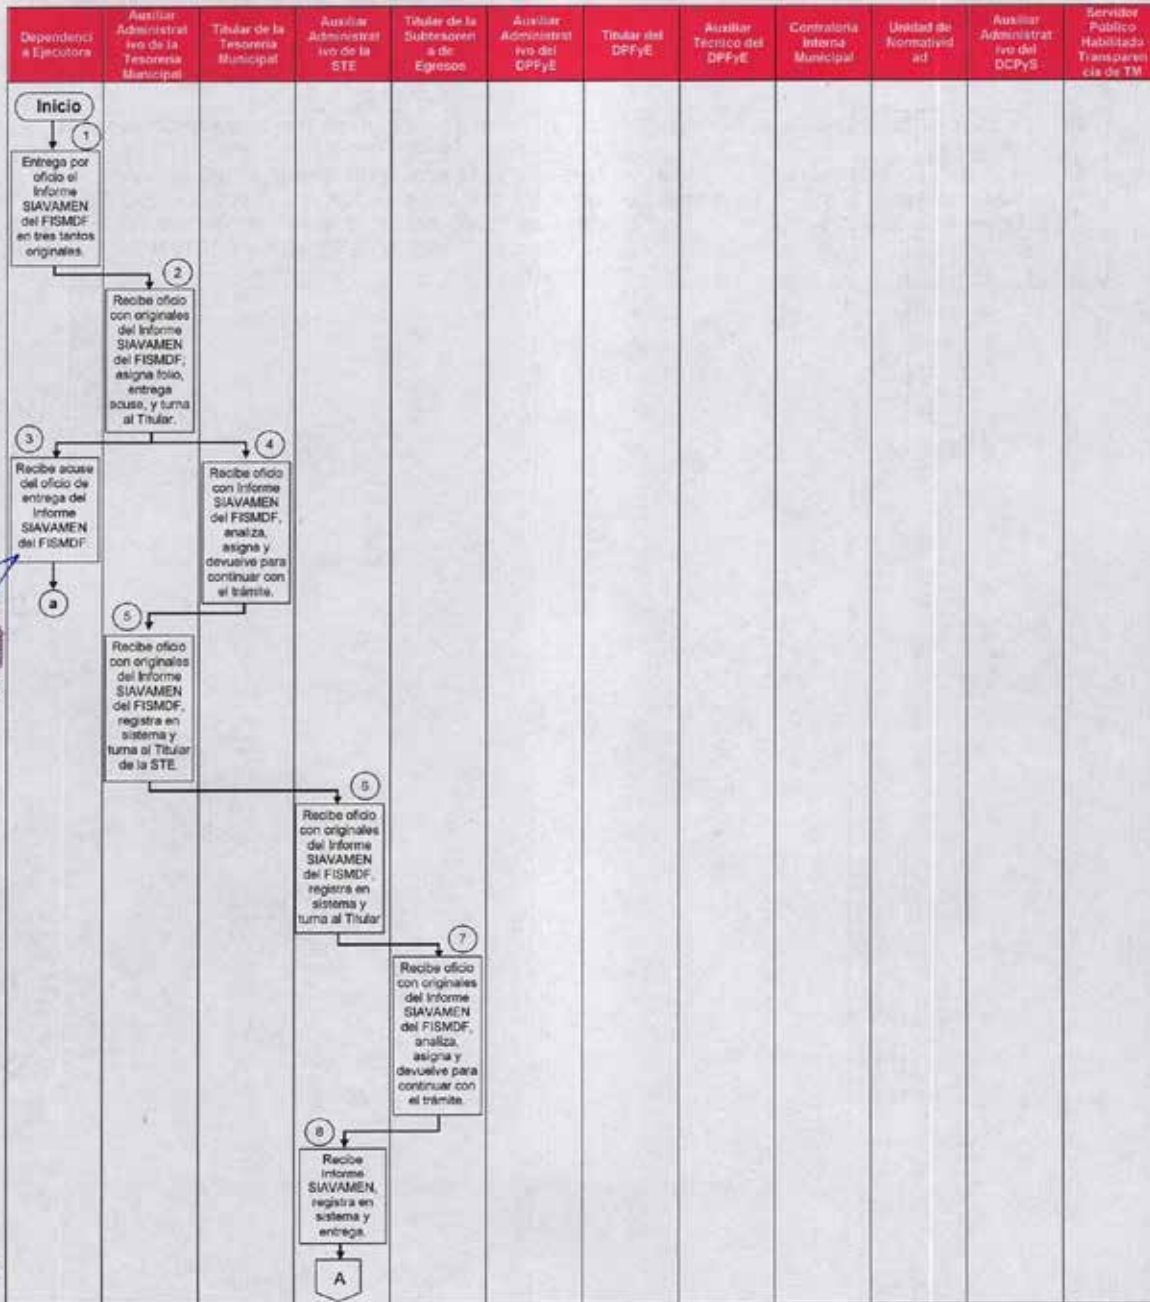 Dependenci
a Ejecutora
Auxiliar
Administrat
ivo de la
Tesorería
Municipal
Titular de la
Tesorería
Municipal
Auxiliar
Administrat
ivo de la
STE
Titular de la
Subtesorerí
a de
Egresos
Auxiliar
Administrat
ivo del
DPFyE
Titular del
DPFyE
Auxiliar
Técnico del
DPFyE
Contraloría
Interna
Municipal
Unidad de
Normativid
ad
Auxiliar
Administrat
ivo del
DCPyS
Servidor
Público
Habilitado
Transparen
cia de TM
Inicio
1
Entrega por
oficio el
Informe
SIAVAMEN
del FISMDF
en tres tantos
originales.
2
Recibe oficio
con originales
del Informe
SIAVAMEN
del FISMDF,
asigna folio,
entrega
acuse, y turna
al Titular.
3
Recibe acuse
del oficio de
entrega del
Informe
SIAVAMEN
del FISMDF.
a
4
Recibe oficio
con Informe
SIAVAMEN
del FISMDF,
analiza,
asigna y
devuelve para
continuar con
el trámite.
5
Recibe oficio
con originales
del Informe
SIAVAMEN
del FISMDF,
registra en
sistema y
turna al Titular
de la STE.
6
Recibe oficio
con originales
del Informe
SIAVAMEN
del FISMDF,
registra en
sistema y
turna al Titular
7
Recibe oficio
con originales
del Informe
SIAVAMEN
del FISMDF,
analiza,
asigna y
devuelve para
continuar con
el trámite.
8
Recibe
Informe
SIAVAMEN,
registra en
sistema y
entrega.
A